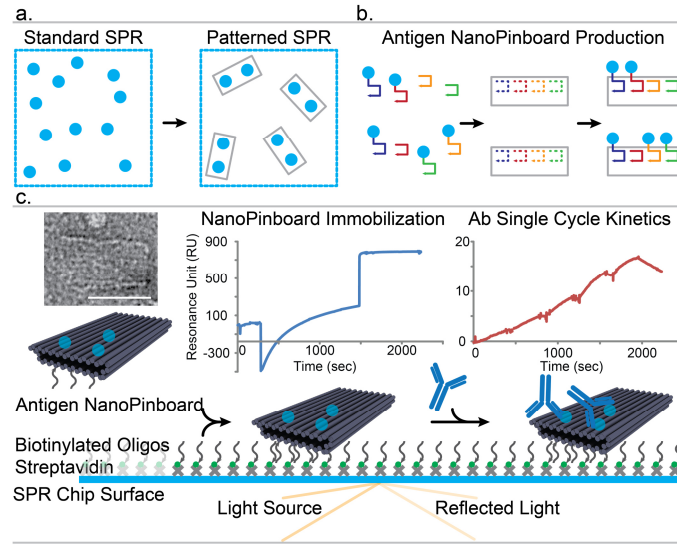 a.
b.
Standard SPR
Patterned SPR
Antigen NanoPinboard Production
c.
NanoPinboard Immobilization
Ab Single Cycle Kinetics
Resonance Unit (RU)
900
500
100
-300
0
1000
2000
Time (sec)
20
10
0
0
1000
2000
Time (sec)
Antigen NanoPinboard
Biotinylated Oligos
Streptavidin
SPR Chip Surface
Light Source
Reflected Light